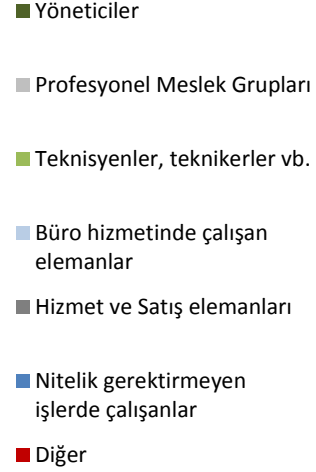 Yöneticiler
Profesyonel Meslek Grupları
Teknisyenler, teknikerler vb.
Büro hizmetinde çalışan
elemanlar
Hizmet ve Satış elemanları
Nitelik gerektirmeyen
işlerde çalışanlar
Diğer